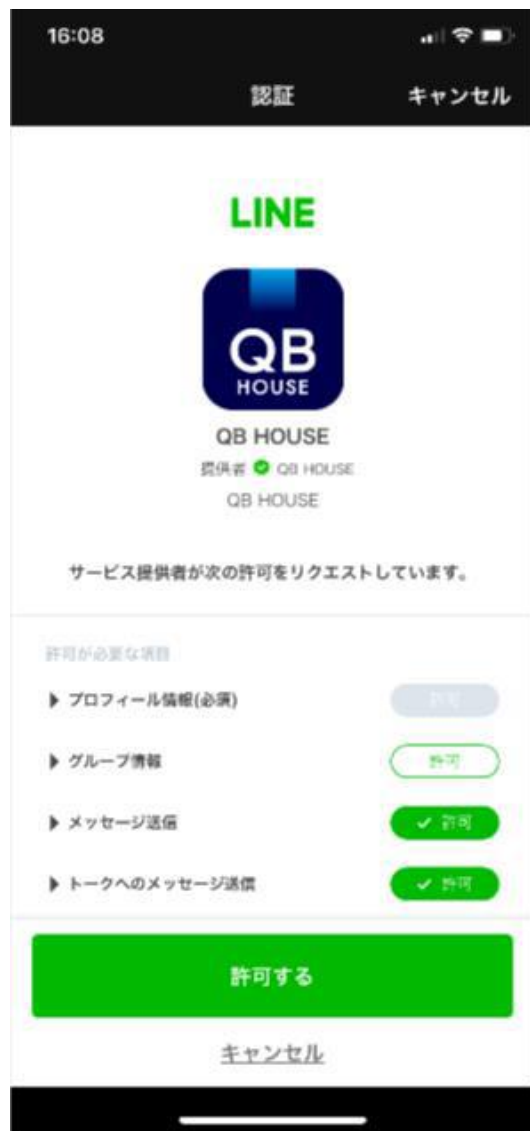 16:08
認証 キャンセル
LINE
QB
HOUSE
QB HOUSE
提供者 QB HOUSE
QB HOUSE
サービス提供者が次の許可をリクエストしています。
許可が必要な項目
プロフィール情報(必須) 許可
グループ情報 許可
メッセージ送信 許可
トークへのメッセージ送信 許可
許可する
キャンセル